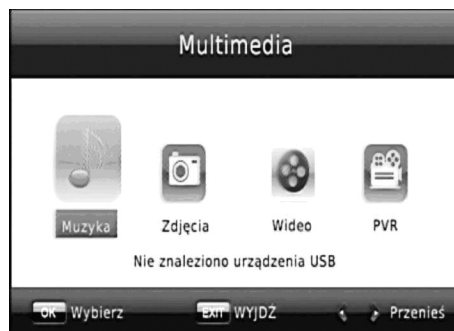 Multimedia
Muzyka Zdjęcia Wideo PVR
Nie znaleziono urządzenia USB
OK Wybierz EXIT WYJDŹ Przenieś